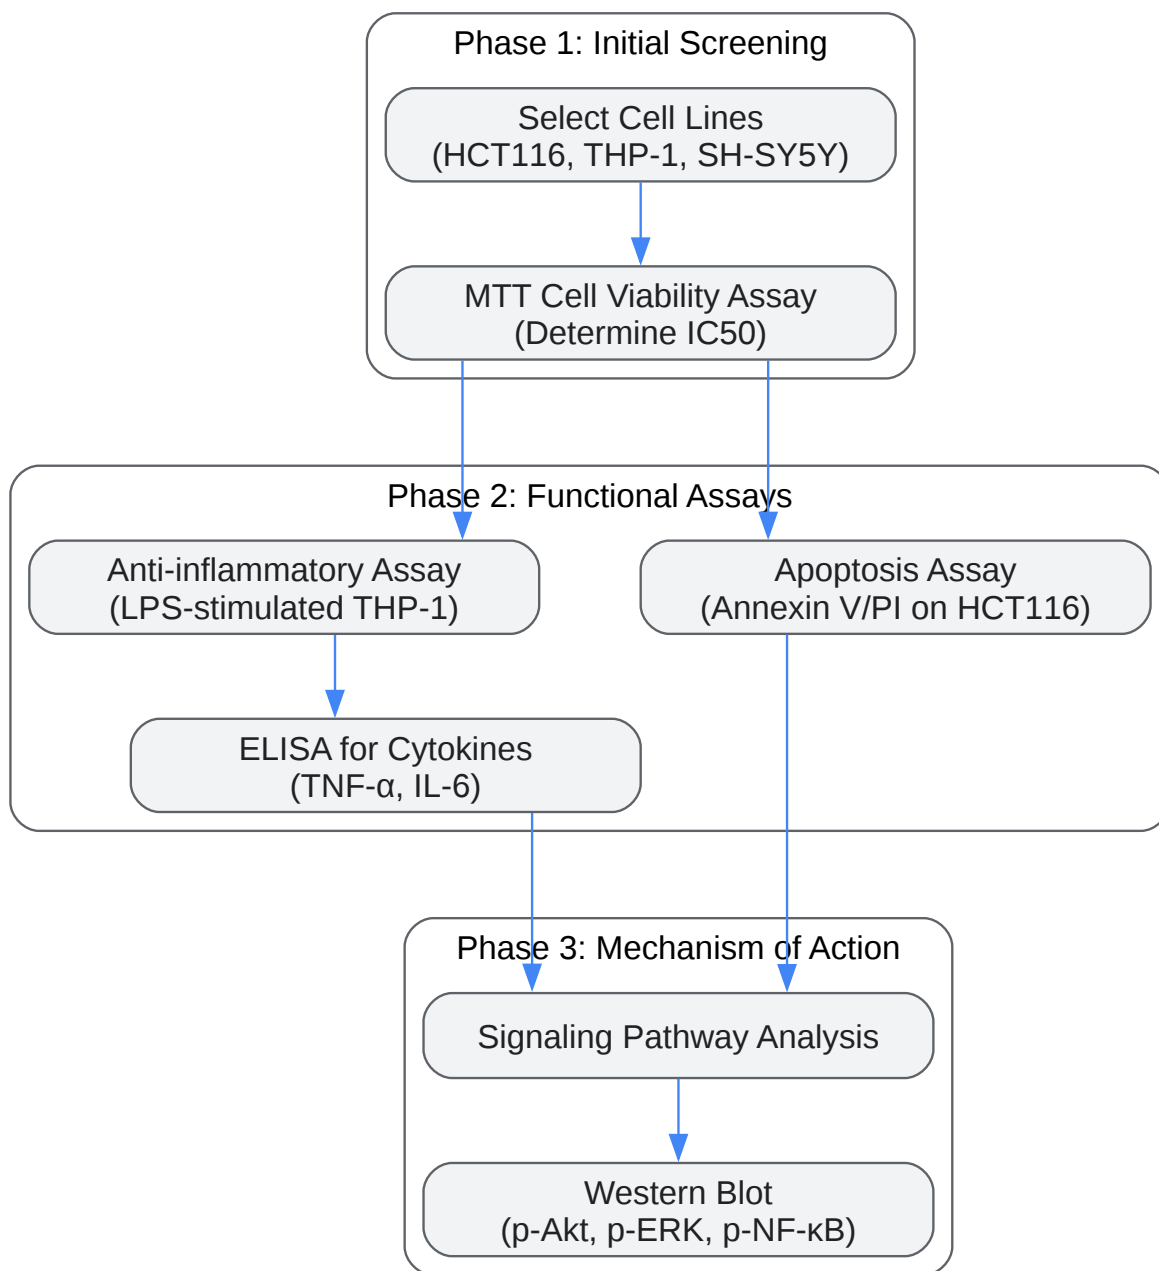 Phase 1: Initial Screening
Select Cell Lines
(HCT116, THP-1, SH-SY5Y)
MTT Cell Viability Assay
(Determine IC50)
Phase 2: Functional Assays
Anti-inflammatory Assay
(LPS-stimulated THP-1)
Apoptosis Assay
(Annexin V/PI on HCT116)
ELISA for Cytokines
(TNF-α, IL-6)
Phase 3: Mechanism of Action
Signaling Pathway Analysis
Western Blot
(p-Akt, p-ERK, p-NF-κB)